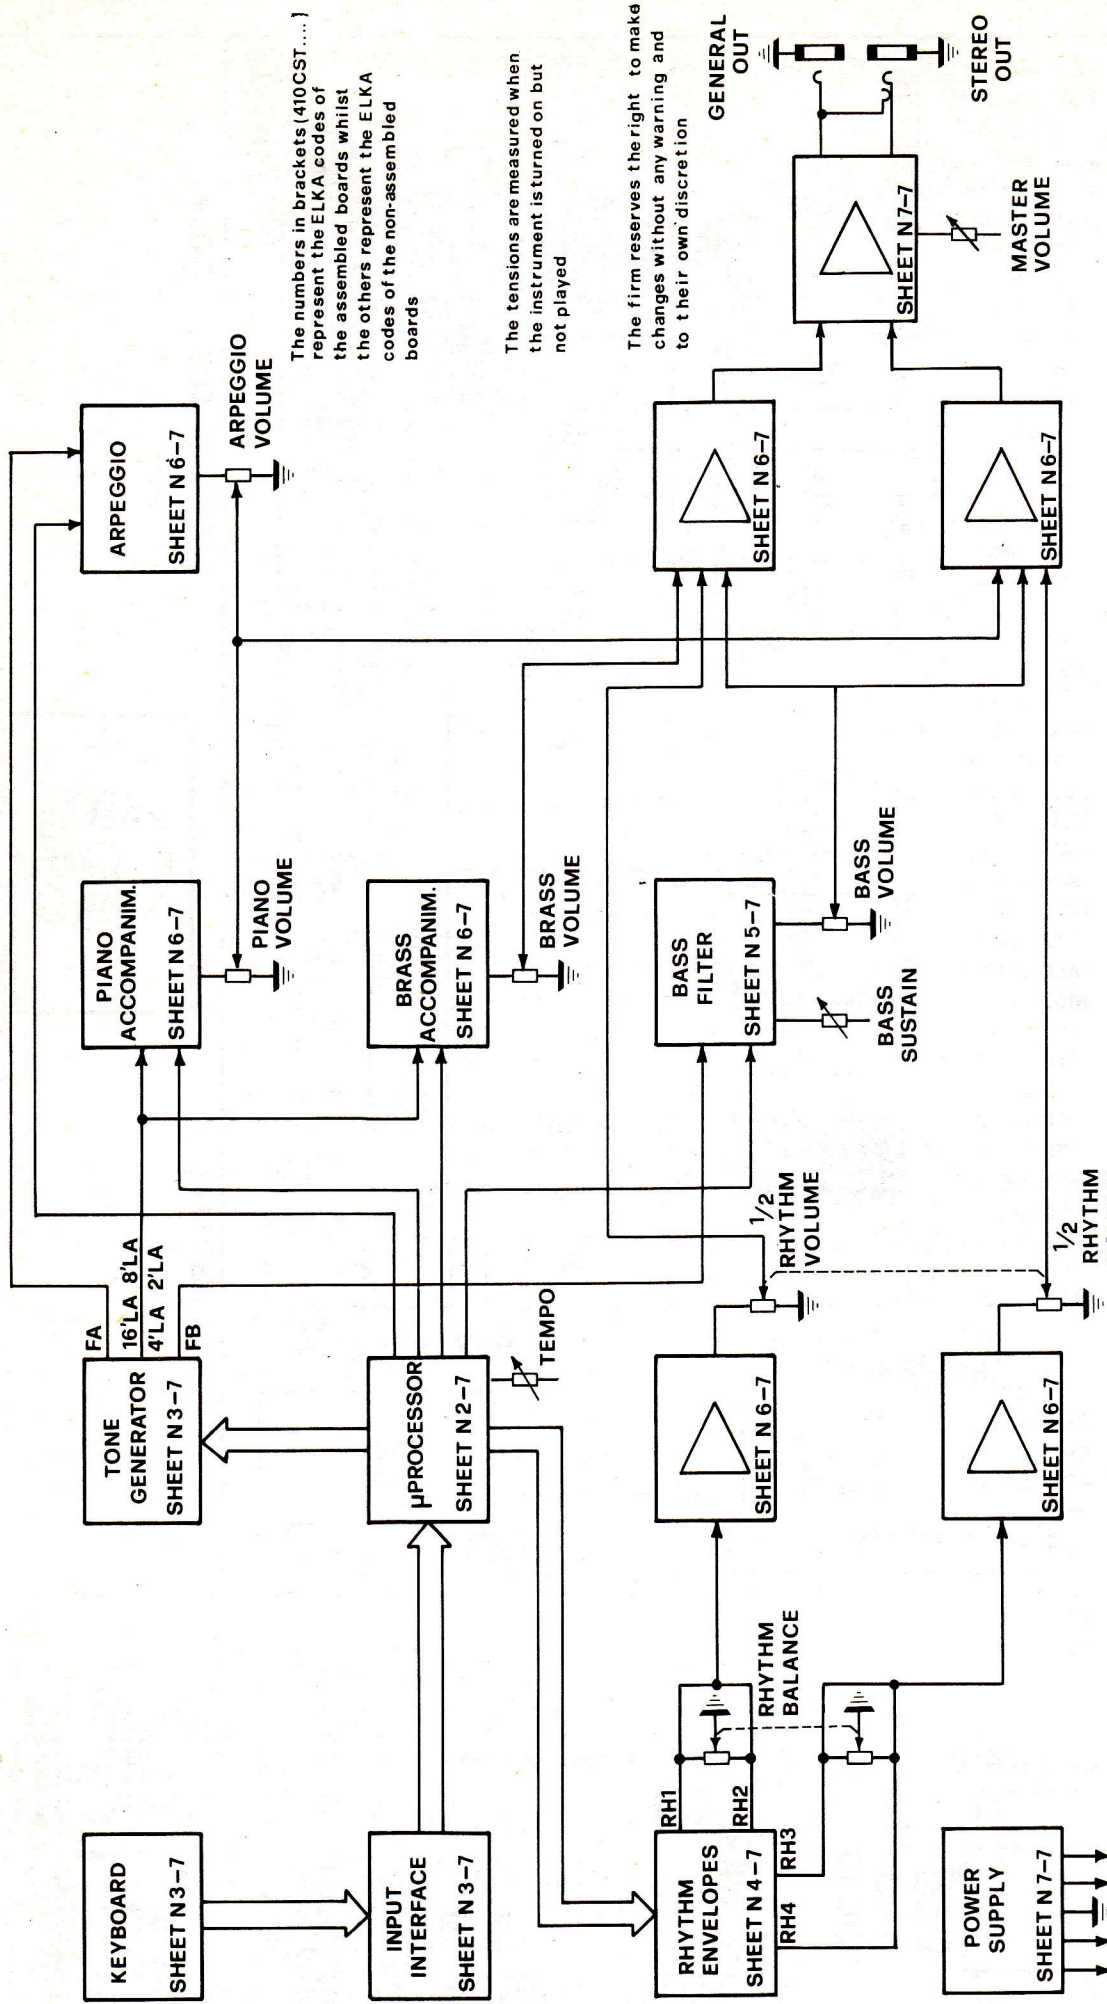 KEYBOARD
SHEET N 3–7
INPUT
INTERFACE
SHEET N 3–7
RHYTHM
ENVELOPES
SHEET N 4–7
RH1
RH2
RH3
RH4
POWER
SUPPLY
SHEET N 7–7
RHYTHM
BALANCE
TONE
GENERATOR
SHEET N 3–7
FA
16'LA 8'LA
4'LA 2'LA
FB
µPROCESSOR
SHEET N 2–7
TEMPO
SHEET N 6–7
SHEET N 6–7
1/2
RHYTHM
VOLUME
1/2
RHYTHM
PIANO
ACCOMPANIM.
SHEET N 6–7
PIANO
VOLUME
BRASS
ACCOMPANIM.
SHEET N 6–7
BRASS
VOLUME
BASS
FILTER
SHEET N 5–7
BASS
SUSTAIN
BASS
VOLUME
ARPEGGIO
SHEET N 6–7
ARPEGGIO
VOLUME
SHEET N 6–7
SHEET N 6–7
SHEET N 7–7
MASTER
VOLUME
GENERAL
OUT
STEREO
OUT
The numbers in brackets (410CST....)
represent the ELKA codes of
the assembled boards whilst
the others represent the ELKA
codes of the non-assembled
boards
The tensions are measured when
the instrument is turned on but
not played
The firm reserves the right to make
changes without any warning and
to their own discretion